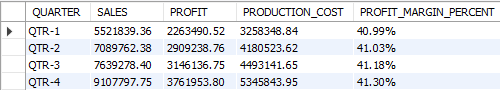 QUARTER SALES PROFIT PRODUCTION_COST PROFIT_MARGIN_PERCENT
QTR-1 5521839.36 2263490.52 3258348.84 40.99%
QTR-2 7089762.38 2909238.76 4180523.62 41.03%
QTR-3 7639278.40 3146136.75 4493141.65 41.18%
QTR-4 9107797.75 3761953.80 5345843.95 41.30%